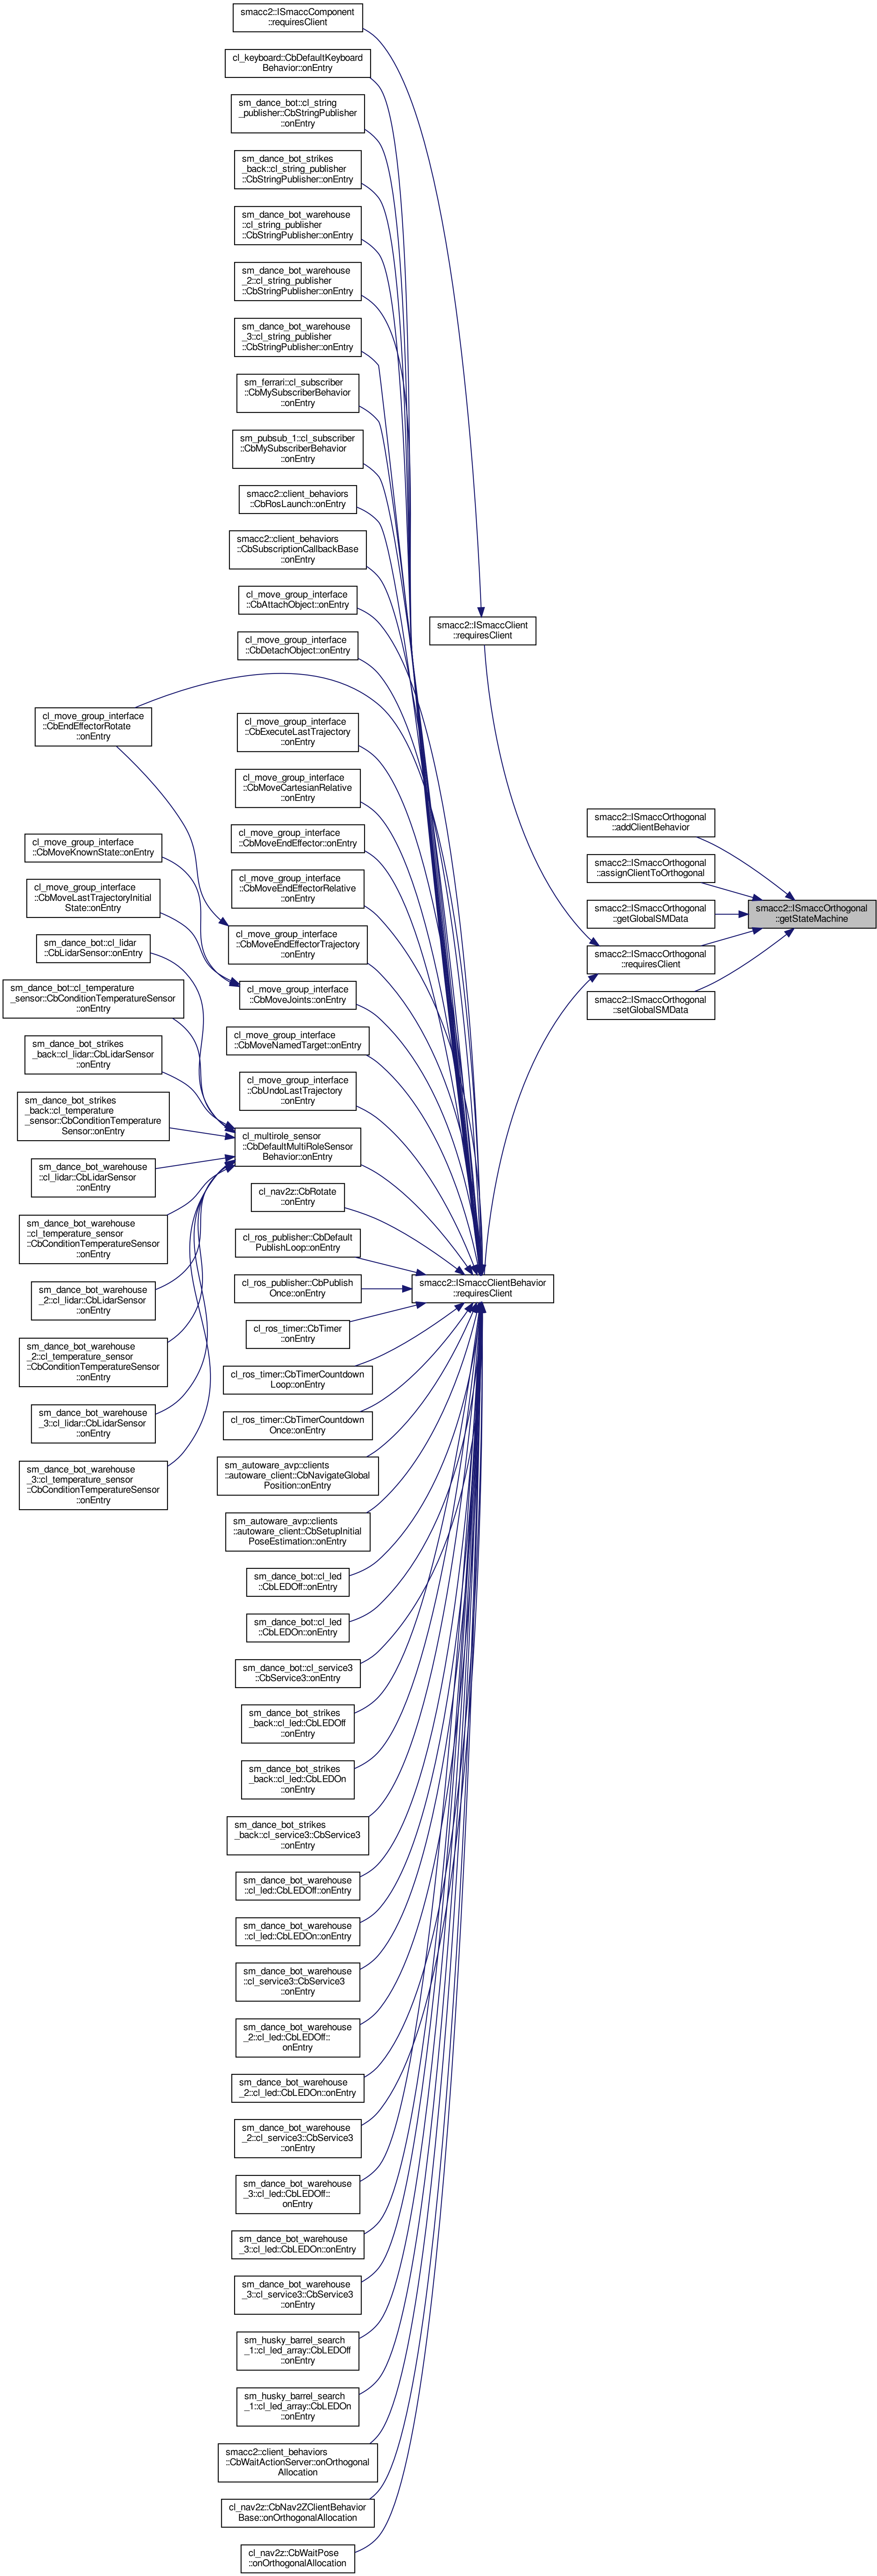 smacc2::ISmaccComponent
::requiresClient
cl_keyboard::CbDefaultKeyboard
Behavior::onEntry
sm_dance_bot::cl_string
_publisher::CbStringPublisher
::onEntry
sm_dance_bot_strikes
_back::cl_string_publisher
::CbStringPublisher::onEntry
sm_dance_bot_warehouse
::cl_string_publisher
::CbStringPublisher::onEntry
sm_dance_bot_warehouse
_2::cl_string_publisher
::CbStringPublisher::onEntry
sm_dance_bot_warehouse
_3::cl_string_publisher
::CbStringPublisher::onEntry
sm_ferrari::cl_subscriber
::CbMySubscriberBehavior
::onEntry
sm_pubsub_1::cl_subscriber
::CbMySubscriberBehavior
::onEntry
smacc2::client_behaviors
::CbRosLaunch::onEntry
smacc2::client_behaviors
::CbSubscriptionCallbackBase
::onEntry
cl_move_group_interface
::CbAttachObject::onEntry
cl_move_group_interface
::CbDetachObject::onEntry
cl_move_group_interface
::CbEndEffectorRotate
::onEntry
cl_move_group_interface
::CbExecuteLastTrajectory
::onEntry
cl_move_group_interface
::CbMoveCartesianRelative
::onEntry
cl_move_group_interface
::CbMoveEndEffector::onEntry
cl_move_group_interface
::CbMoveEndEffectorRelative
::onEntry
cl_move_group_interface
::CbMoveEndEffectorTrajectory
::onEntry
cl_move_group_interface
::CbMoveJoints::onEntry
cl_move_group_interface
::CbMoveKnownState::onEntry
cl_move_group_interface
::CbMoveLastTrajectoryInitial
State::onEntry
cl_move_group_interface
::CbMoveNamedTarget::onEntry
cl_move_group_interface
::CbUndoLastTrajectory
::onEntry
cl_multirole_sensor
::CbDefaultMultiRoleSensor
Behavior::onEntry
sm_dance_bot::cl_lidar
::CbLidarSensor::onEntry
sm_dance_bot::cl_temperature
_sensor::CbConditionTemperatureSensor
::onEntry
sm_dance_bot_strikes
_back::cl_lidar::CbLidarSensor
::onEntry
sm_dance_bot_strikes
_back::cl_temperature
_sensor::CbConditionTemperature
Sensor::onEntry
sm_dance_bot_warehouse
::cl_lidar::CbLidarSensor
::onEntry
sm_dance_bot_warehouse
::cl_temperature_sensor
::CbConditionTemperatureSensor
::onEntry
sm_dance_bot_warehouse
_2::cl_lidar::CbLidarSensor
::onEntry
sm_dance_bot_warehouse
_2::cl_temperature_sensor
::CbConditionTemperatureSensor
::onEntry
sm_dance_bot_warehouse
_3::cl_lidar::CbLidarSensor
::onEntry
sm_dance_bot_warehouse
_3::cl_temperature_sensor
::CbConditionTemperatureSensor
::onEntry
cl_nav2z::CbRotate
::onEntry
cl_ros_publisher::CbDefault
PublishLoop::onEntry
cl_ros_publisher::CbPublish
Once::onEntry
cl_ros_timer::CbTimer
::onEntry
cl_ros_timer::CbTimerCountdown
Loop::onEntry
cl_ros_timer::CbTimerCountdown
Once::onEntry
sm_autoware_avp::clients
::autoware_client::CbNavigateGlobal
Position::onEntry
sm_autoware_avp::clients
::autoware_client::CbSetupInitial
PoseEstimation::onEntry
sm_dance_bot::cl_led
::CbLEDOff::onEntry
sm_dance_bot::cl_led
::CbLEDOn::onEntry
sm_dance_bot::cl_service3
::CbService3::onEntry
sm_dance_bot_strikes
_back::cl_led::CbLEDOff
::onEntry
sm_dance_bot_strikes
_back::cl_led::CbLEDOn
::onEntry
sm_dance_bot_strikes
_back::cl_service3::CbService3
::onEntry
sm_dance_bot_warehouse
::cl_led::CbLEDOff::onEntry
sm_dance_bot_warehouse
::cl_led::CbLEDOn::onEntry
sm_dance_bot_warehouse
::cl_service3::CbService3
::onEntry
sm_dance_bot_warehouse
_2::cl_led::CbLEDOff::
onEntry
sm_dance_bot_warehouse
_2::cl_led::CbLEDOn::onEntry
sm_dance_bot_warehouse
_2::cl_service3::CbService3
::onEntry
sm_dance_bot_warehouse
_3::cl_led::CbLEDOff::
onEntry
sm_dance_bot_warehouse
_3::cl_led::CbLEDOn::onEntry
sm_dance_bot_warehouse
_3::cl_service3::CbService3
::onEntry
sm_husky_barrel_search
_1::cl_led_array::CbLEDOff
::onEntry
sm_husky_barrel_search
_1::cl_led_array::CbLEDOn
::onEntry
smacc2::client_behaviors
::CbWaitActionServer::onOrthogonal
Allocation
cl_nav2z::CbNav2ZClientBehavior
Base::onOrthogonalAllocation
cl_nav2z::CbWaitPose
::onOrthogonalAllocation
smacc2::ISmaccClient
::requiresClient
smacc2::ISmaccClientBehavior
::requiresClient
smacc2::ISmaccOrthogonal
::addClientBehavior
smacc2::ISmaccOrthogonal
::assignClientToOrthogonal
smacc2::ISmaccOrthogonal
::getGlobalSMData
smacc2::ISmaccOrthogonal
::requiresClient
smacc2::ISmaccOrthogonal
::setGlobalSMData
smacc2::ISmaccOrthogonal
::getStateMachine